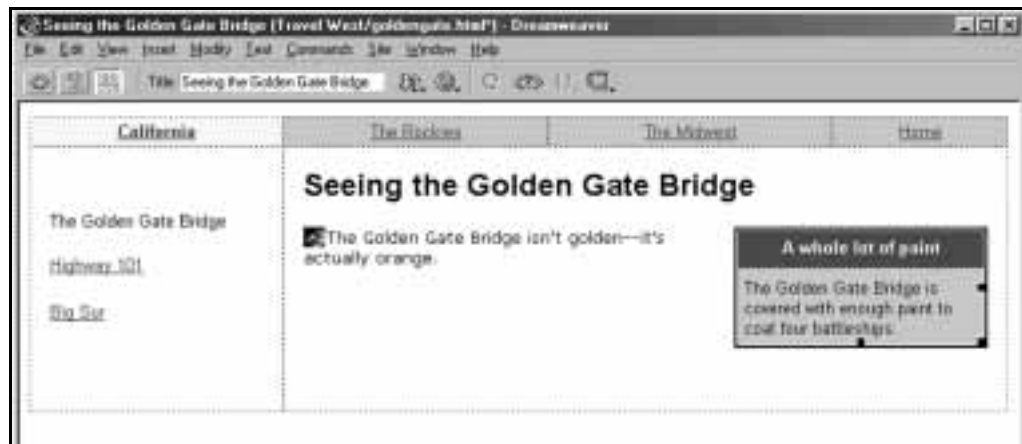 Seeing the Golden Gate Bridge (Travel West/goldengate.html*) - Dreamweaver
File Edit View Insert Modify Text Commands Site Window Help
Title: Seeing the Golden Gate Bridge
California The Rockies The Midwest Home
Seeing the Golden Gate Bridge
The Golden Gate Bridge
The Golden Gate Bridge isn't golden--it's
actually orange.
A whole lot of paint
Highway 101
The Golden Gate Bridge is
covered with enough paint to
coat four battleships.
Big Sur